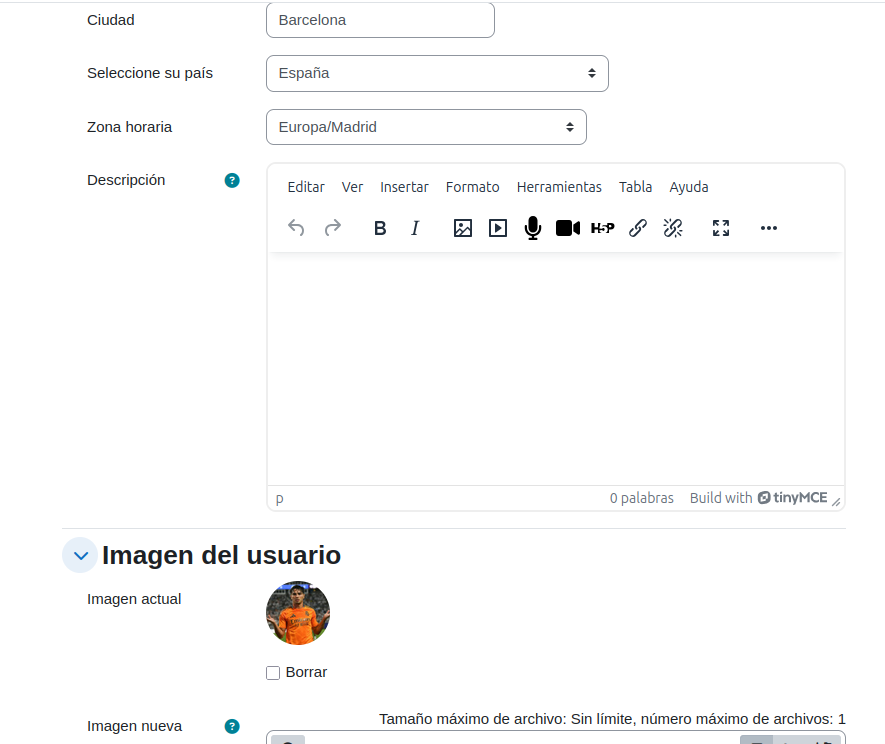 Ciudad
Barcelona
Seleccione su país
España
Zona horaria
Europa/Madrid
Descripción
?
Editar Ver Insertar Formato Herramientas Tabla Ayuda
B I H5P
p
0 palabras Build with tinyMCE
Imagen del usuario
Imagen actual
Borrar
Tamaño máximo de archivo: Sin límite, número máximo de archivos: 1
Imagen nueva
?